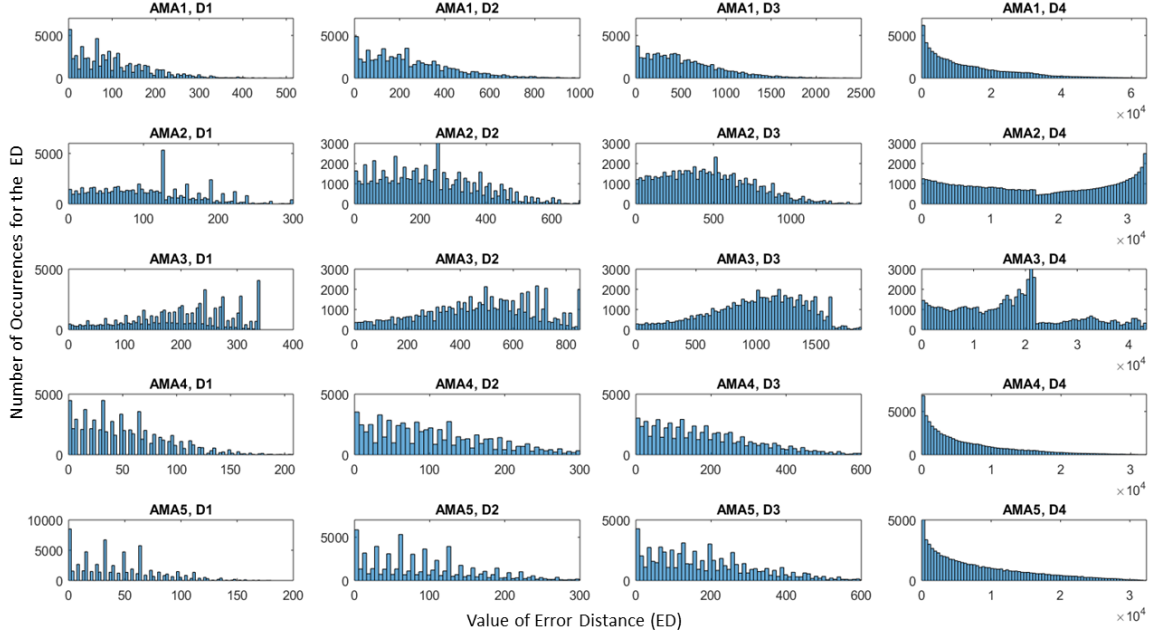 AMA1, D1 AMA1, D2 AMA1, D3 AMA1, D4
5000 5000 5000 5000
0 0 0 0
0 100 200 300 400 500 0 200 400 600 800 1000 0 500 1000 1500 2000 2500 0 2 4 6
×10⁴
AMA2, D1 AMA2, D2 AMA2, D3 AMA2, D4
5000 3000 3000 3000
2000 2000 2000
1000 1000 1000
0 0 0 0
0 100 200 300 0 200 400 600 0 500 1000 0 1 2 3
×10⁴
AMA3, D1 AMA3, D2 AMA3, D3 AMA3, D4
5000 3000 3000 3000
2000 2000 2000
1000 1000 1000
0 0 0 0
0 100 200 300 400 0 200 400 600 800 0 500 1000 1500 0 1 2 3 4
×10⁴
AMA4, D1 AMA4, D2 AMA4, D3 AMA4, D4
5000 5000 5000 5000
0 0 0 0
0 50 100 150 200 0 100 200 300 0 200 400 600 0 1 2 3
×10⁴
AMA5, D1 AMA5, D2 AMA5, D3 AMA5, D4
10000 5000 5000 5000
5000
0 0 0 0
0 50 100 150 200 0 100 200 300 0 200 400 600 0 1 2 3
×10⁴
Number of Occurrences for the ED
Value of Error Distance (ED)